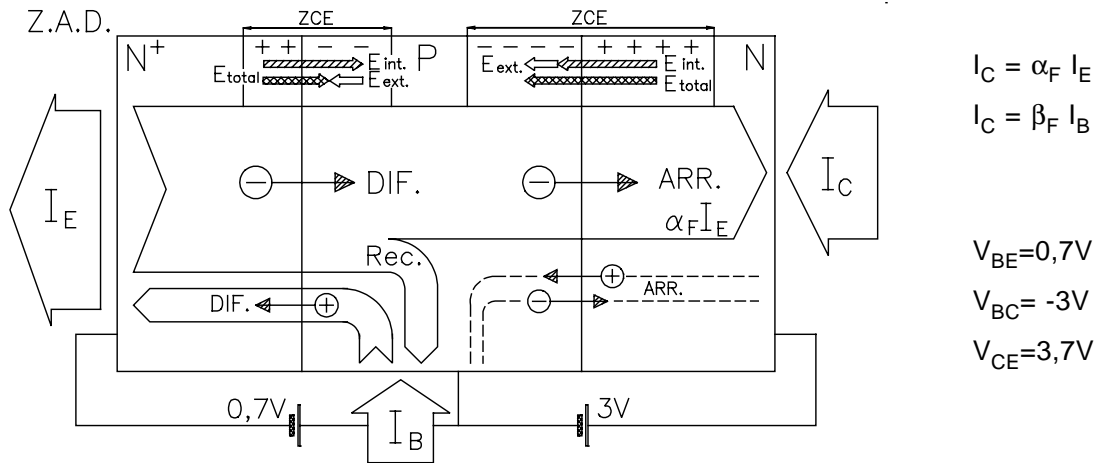 Z.A.D.
ZCE
ZCE
N+
+ + - -
P
- - - - - + + + +
N
E int.
E total
E ext.
E ext.
E int.
E total
I_C = α_F I_E
I_C = β_F I_B
I_E
− DIF.
− ARR.
α_F I_E
I_C
Rec.
DIF. +
+
−
ARR.
V_BE=0,7V
V_BC= -3V
V_CE=3,7V
0,7V
3V
I_B